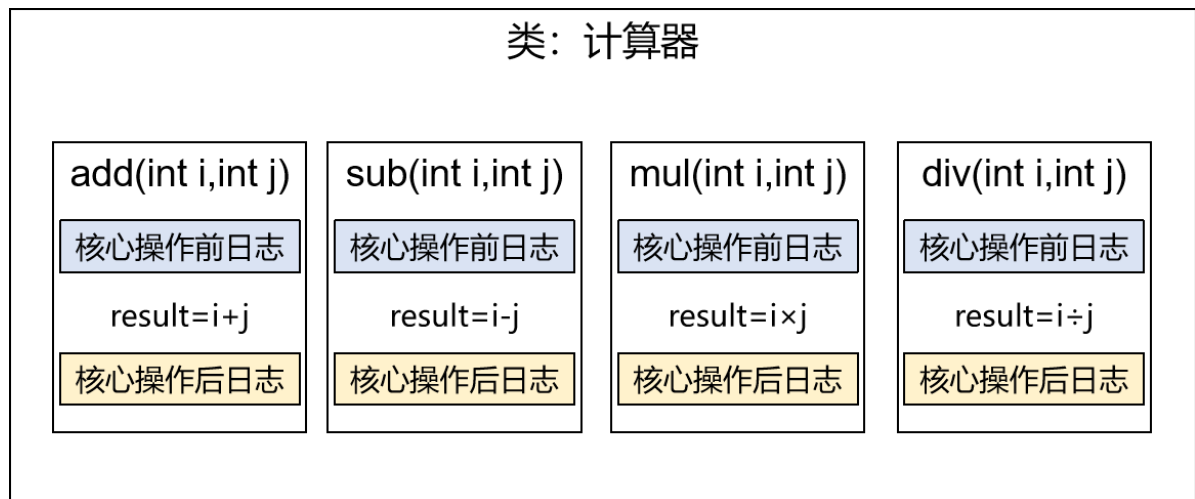 类：计算器
add(int i,int j)
核心操作前日志
result=i+j
核心操作后日志
sub(int i,int j)
核心操作前日志
result=i-j
核心操作后日志
mul(int i,int j)
核心操作前日志
result=i×j
核心操作后日志
div(int i,int j)
核心操作前日志
result=i÷j
核心操作后日志